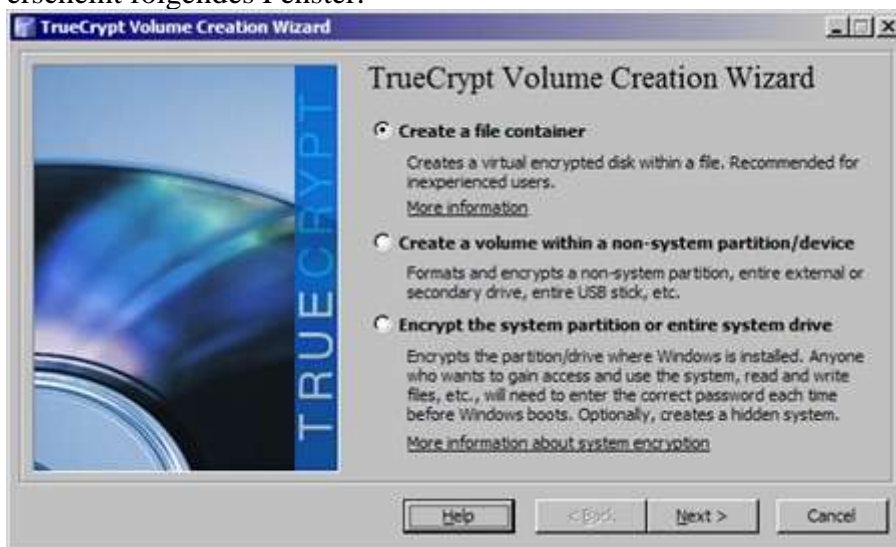 erscheint folgendes Fenster:
TrueCrypt Volume Creation Wizard
TRUECRYPT
TrueCrypt Volume Creation Wizard
Create a file container
Creates a virtual encrypted disk within a file. Recommended for
inexperienced users.
More information
Create a volume within a non-system partition/device
Formats and encrypts a non-system partition, entire external or
secondary drive, entire USB stick, etc.
Encrypt the system partition or entire system drive
Encrypts the partition/drive where Windows is installed. Anyone
who wants to gain access and use the system, read and write
files, etc., will need to enter the correct password each time
before Windows boots. Optionally, creates a hidden system.
More information about system encryption
Help
< Back
Next >
Cancel